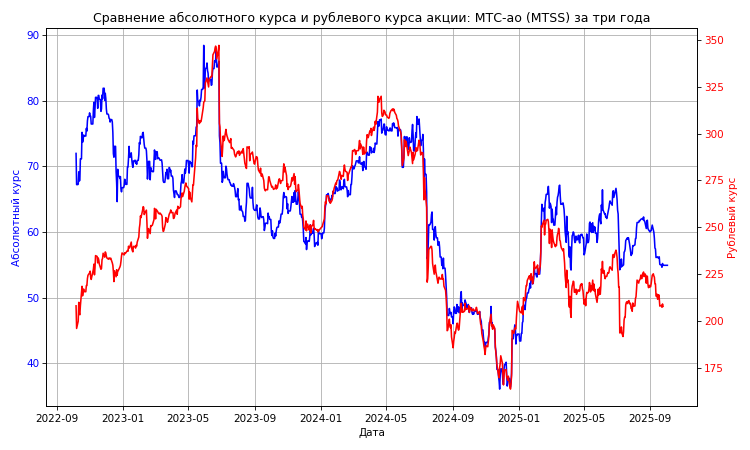 Сравнение абсолютного курса и рублевого курса акции: МТС-ао (MTSS) за три года
90
80
70
60
50
40
Абсолютный курс
350
325
300
275
250
225
200
175
Рублевый курс
2022-09 2023-01 2023-05 2023-09 2024-01 2024-05 2024-09 2025-01 2025-05 2025-09
Дата